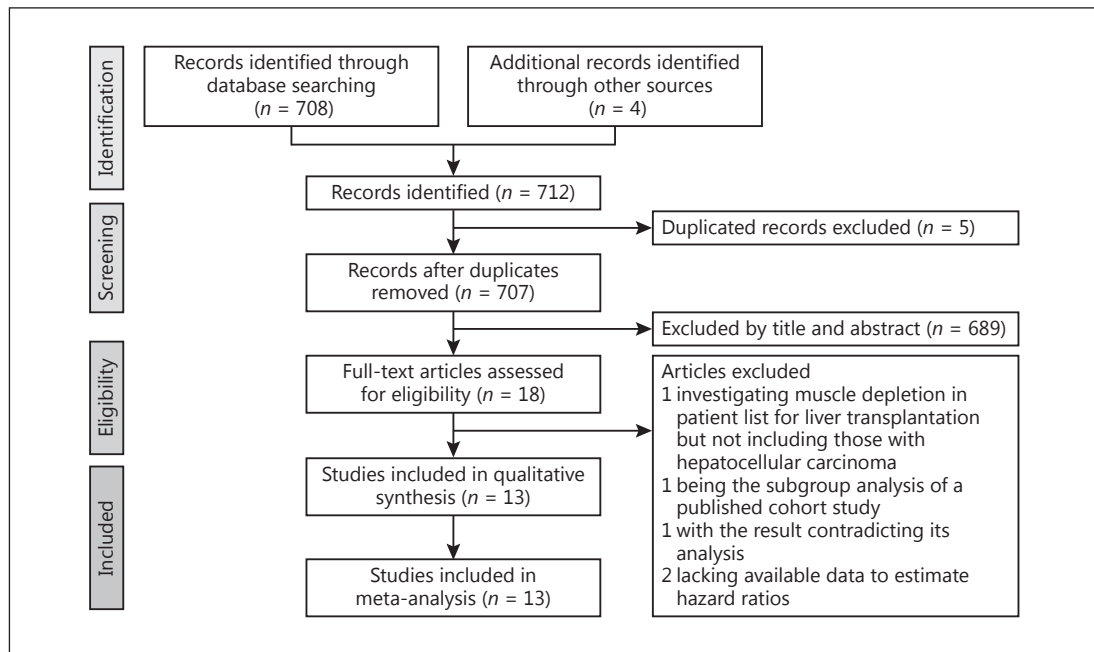 Identification
Records identified through
database searching
(n = 708)
Additional records identified
through other sources
(n = 4)
Records identified (n = 712)
Screening
Duplicated records excluded (n = 5)
Records after duplicates
removed (n = 707)
Excluded by title and abstract (n = 689)
Eligibility
Full-text articles assessed
for eligibility (n = 18)
Articles excluded
1 investigating muscle depletion in
patient list for liver transplantation
but not including those with
hepatocellular carcinoma
1 being the subgroup analysis of a
published cohort study
1 with the result contradicting its
analysis
2 lacking available data to estimate
hazard ratios
Included
Studies included in qualitative
synthesis (n = 13)
Studies included in
meta-analysis (n = 13)